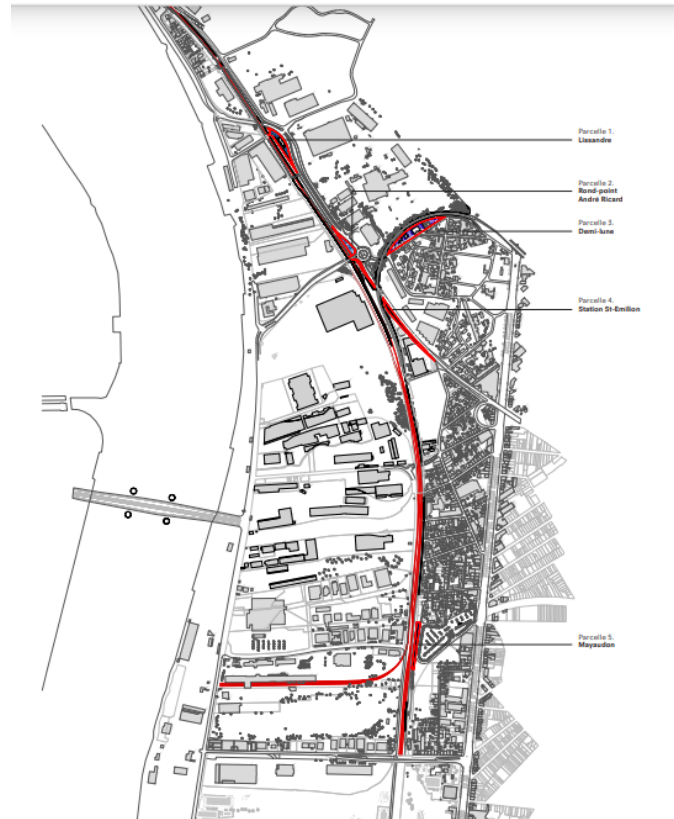 Parcelle 1.
Lissandre
Parcelle 2.
Rond-point
André Ricard
Parcelle 3.
Demi-lune
Parcelle 4.
Station St-Emilion
Parcelle 5.
Mayaudon